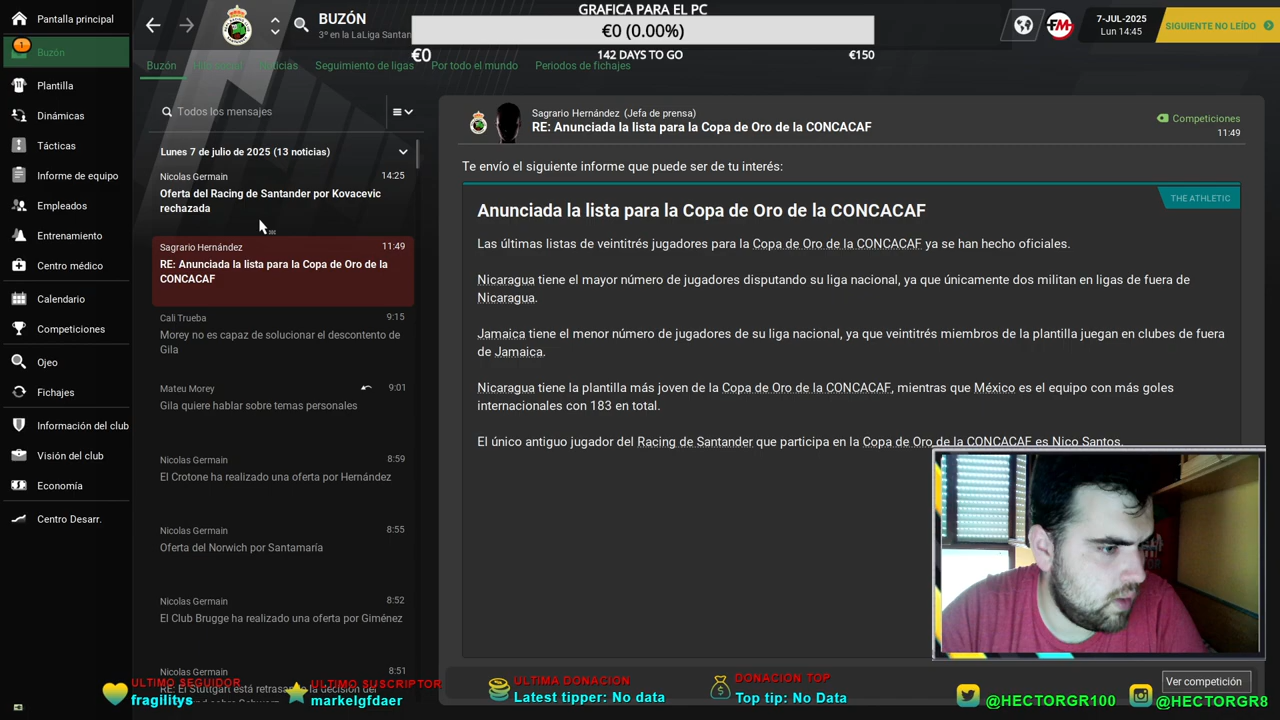 Pantalla principal
1
Buzón
Plantilla
Dinámicas
Tácticas
Informe de equipo
Empleados
Entrenamiento
Centro médico
Calendario
Competiciones
Ojeo
Fichajes
Información del club
Visión del club
Economía
Centro Desarr.
BUZÓN
3º en la LaLiga Santan
GRAFICA PARA EL PC
€0 (0.00%)
€0
142 DAYS TO GO
€150
FM
7-JUL-2025
Lun 14:45
SIGUIENTE NO LEÍDO
Buzón
Noticias
Seguimiento de ligas
Por todo el mundo
Periodos de fichajes
Todos los mensajes
Lunes 7 de julio de 2025 (13 noticias)
Nicolas Germain
14:25
Oferta del Racing de Santander por Kovacevic
rechazada
Sagrario Hernández
11:49
RE: Anunciada la lista para la Copa de Oro de la
CONCACAF
Cali Trueba
9:15
Morey no es capaz de solucionar el descontento de
Gila
Mateu Morey
9:01
Gila quiere hablar sobre temas personales
Nicolas Germain
8:59
El Crotone ha realizado una oferta por Hernández
Nicolas Germain
8:55
Oferta del Norwich por Santamaría
Nicolas Germain
8:52
El Club Brugge ha realizado una oferta por Giménez
Nicolas Germain
8:51
RE: El Stuttgart está retrasando la decisión del
Sagrario Hernández (Jefa de prensa)
RE: Anunciada la lista para la Copa de Oro de la CONCACAF
Competiciones
11:49
Te envío el siguiente informe que puede ser de tu interés:
THE ATHLETIC
Anunciada la lista para la Copa de Oro de la CONCACAF
Las últimas listas de veintitrés jugadores para la Copa de Oro de la CONCACAF ya se han hecho oficiales.
Nicaragua tiene el mayor número de jugadores disputando su liga nacional, ya que únicamente dos militan en ligas de fuera de
Nicaragua.
Jamaica tiene el menor número de jugadores de su liga nacional, ya que veintitrés miembros de la plantilla juegan en clubes de fuera
de Jamaica.
Nicaragua tiene la plantilla más joven de la Copa de Oro de la CONCACAF, mientras que México es el equipo con más goles
internacionales con 183 en total.
El único antiguo jugador del Racing de Santander que participa en la Copa de Oro de la CONCACAF es Nico Santos.
Ver competición
ULTIMO SEGUIDOR
fragilitys
ULTIMO SUSCRIPTOR
markelgfdaer
ULTIMA DONACION
Latest tipper: No data
DONACION TOP
Top tip: No Data
@HECTORGR100
@HECTORGR8